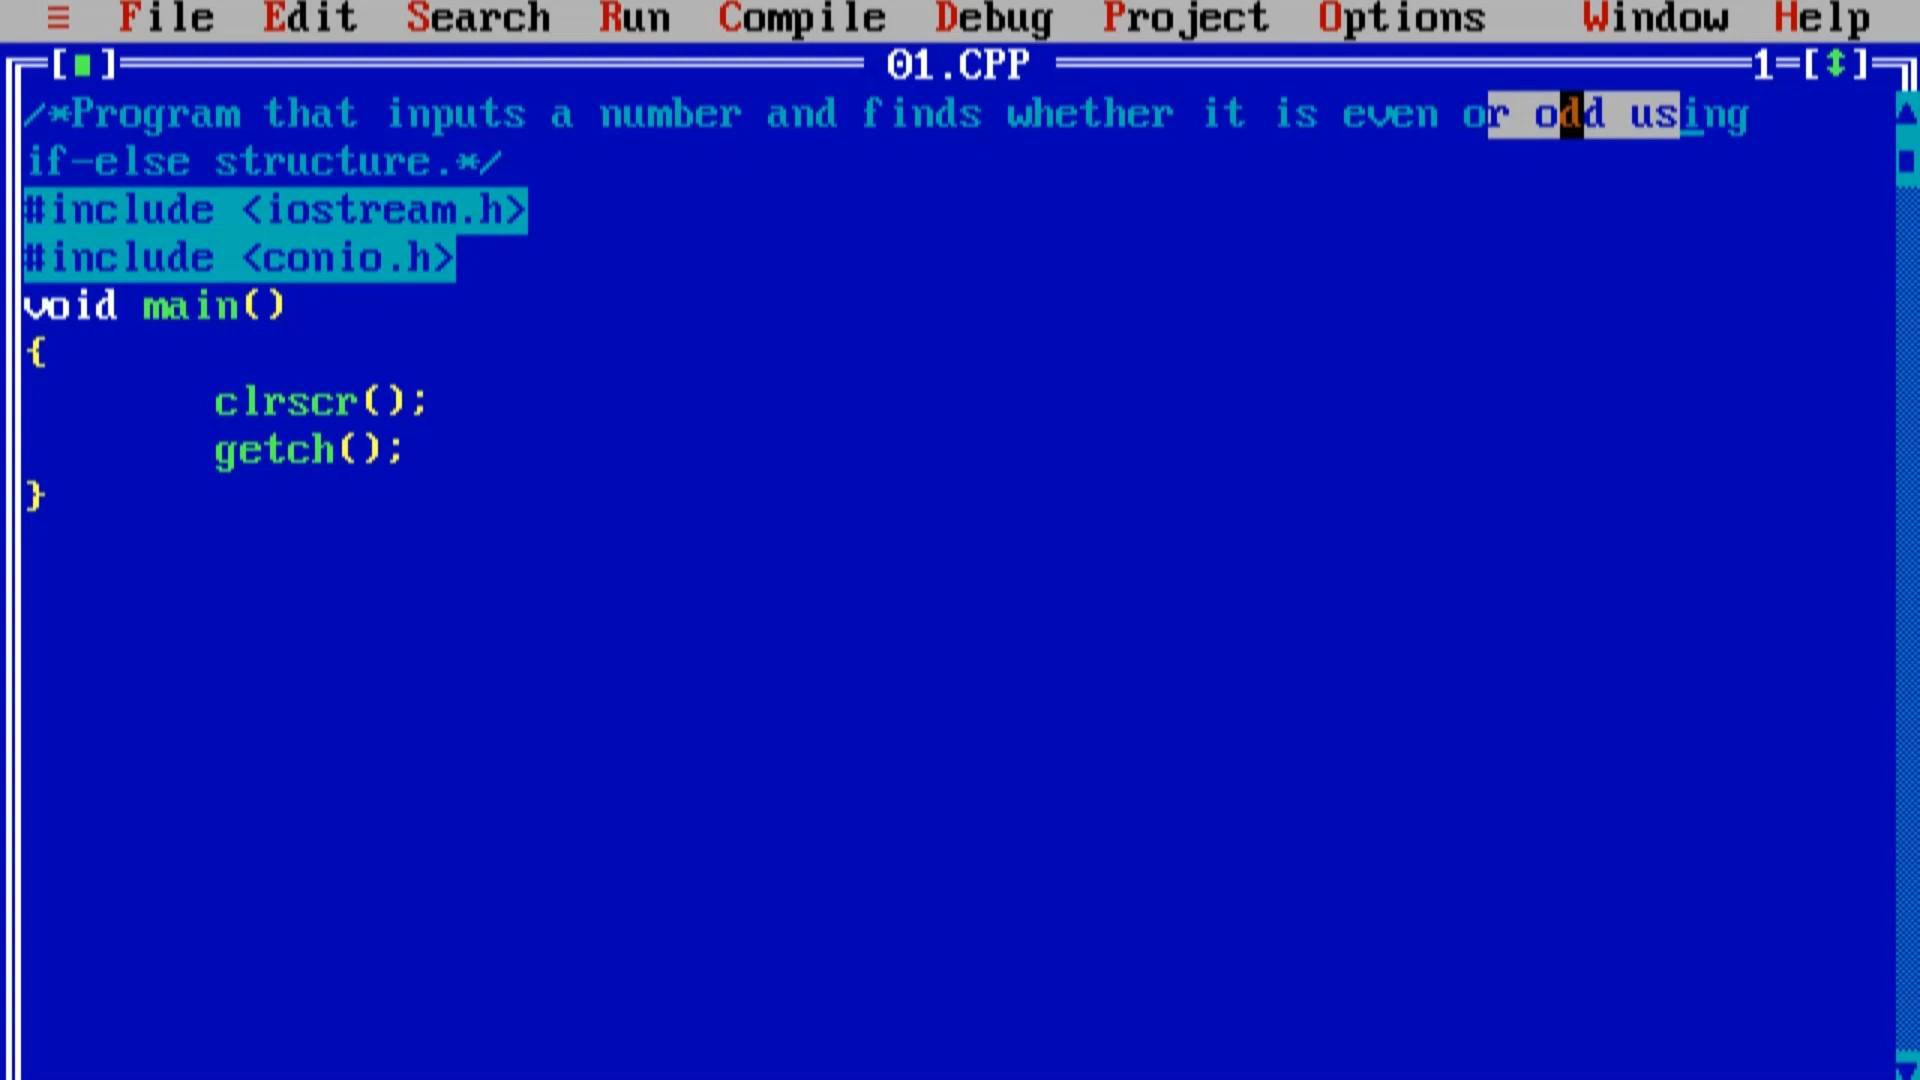 ≡ File Edit Search Run Compile Debug Project Options Window Help
[■] 01.CPP 1=[↕]
/*Program that inputs a number and finds whether it is even or odd using
if-else structure.*/
#include <iostream.h>
#include <conio.h>
void main()
{
clrscr();
getch();
}